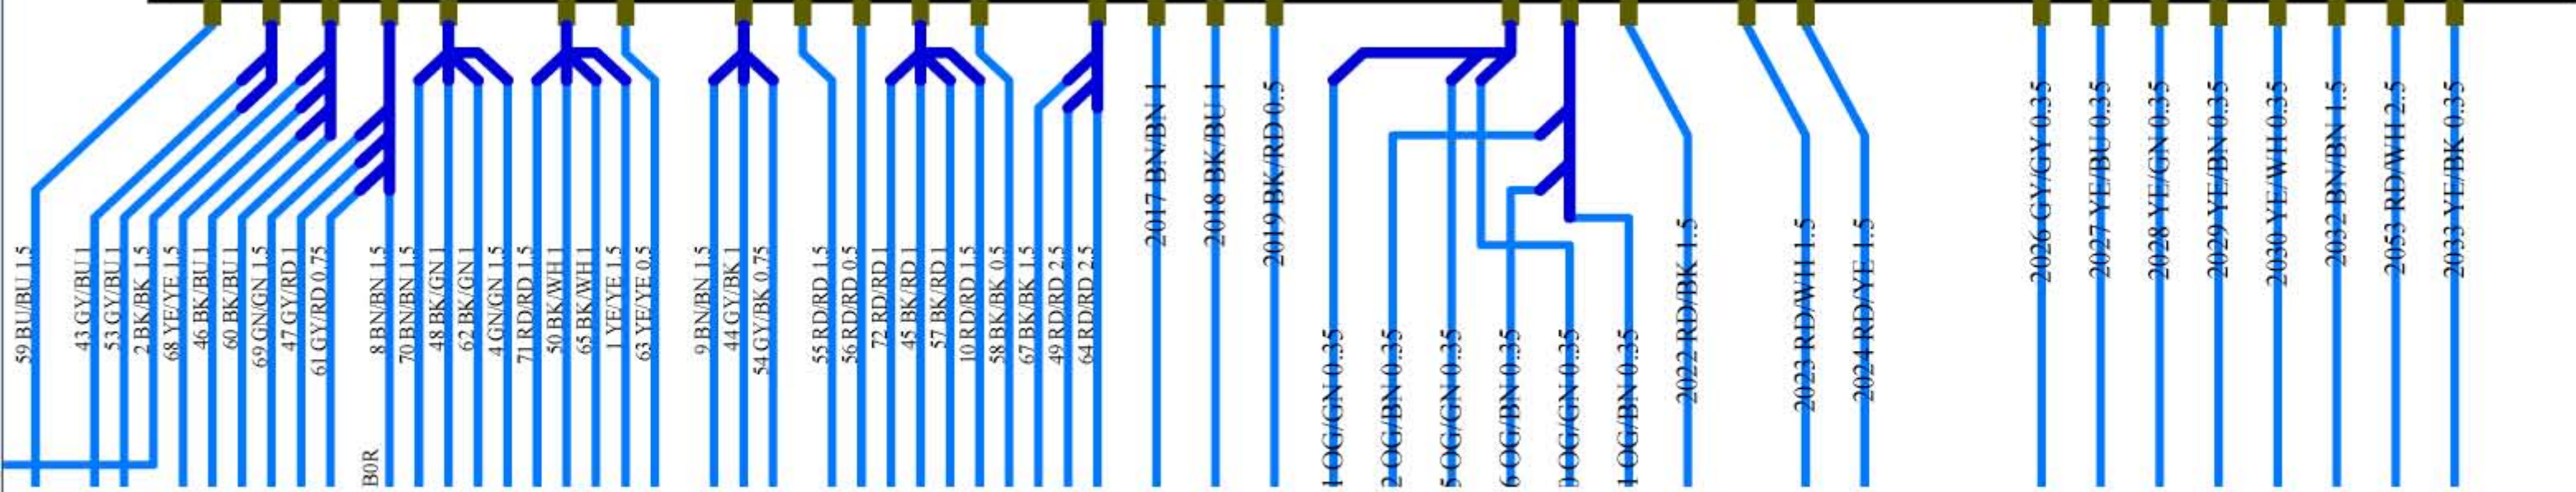 59 BU/BU 1.5
43 GY/BU 1
53 GY/BU 1
2 BK/BK 1.5
68 YE/YE 1.5
46 BK/BU 1
60 BK/BU 1
69 GN/GN 1.5
47 GY/RD 1
61 GY/RD 0.75
B0R
8 BN/BN 1.5
70 BN/BN 1.5
48 BK/GN 1
62 BK/GN 1
4 GN/GN 1.5
71 RD/RD 1.5
50 BK/WH 1
65 BK/WH 1
1 YE/YE 1.5
63 YE/YE 0.5
9 BN/BN 1.5
44 GY/BK 1
54 GY/BK 0.75
55 RD/RD 1.5
56 RD/RD 0.5
72 RD/RD 1
45 BK/RD 1
57 BK/RD 1
10 RD/RD 1.5
58 BK/BK 0.5
67 BK/BK 1.5
49 RD/RD 2.5
64 RD/RD 2.5
2017 BN/BN 1
2018 BK/BU 1
2019 BK/RD 0.5
1 OG/GN 0.35
2 OG/BN 0.35
5 OG/GN 0.35
6 OG/BN 0.35
OG/GN 0.35
1 OG/BN 0.35
2022 RD/BK 1.5
2023 RD/WH 1.5
2024 RD/YE 1.5
2026 GY/GY 0.35
2027 YE/BU 0.35
2028 YE/GN 0.35
2029 YE/BN 0.35
2030 YE/WH 0.35
2032 BN/BN 1.5
2053 RD/WH 2.5
2033 YE/BK 0.35